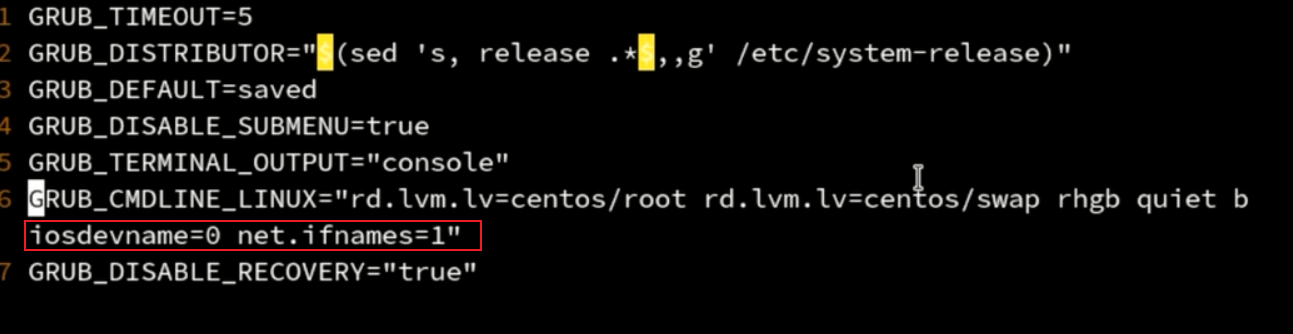 1 GRUB_TIMEOUT=5
2 GRUB_DISTRIBUTOR="$(sed 's, release .*$,,g' /etc/system-release)"
3 GRUB_DEFAULT=saved
4 GRUB_DISABLE_SUBMENU=true
5 GRUB_TERMINAL_OUTPUT="console"
6 GRUB_CMDLINE_LINUX="rd.lvm.lv=centos/root rd.lvm.lv=centos/swap rhgb quiet b
iosdevname=0 net.ifnames=1"
7 GRUB_DISABLE_RECOVERY="true"